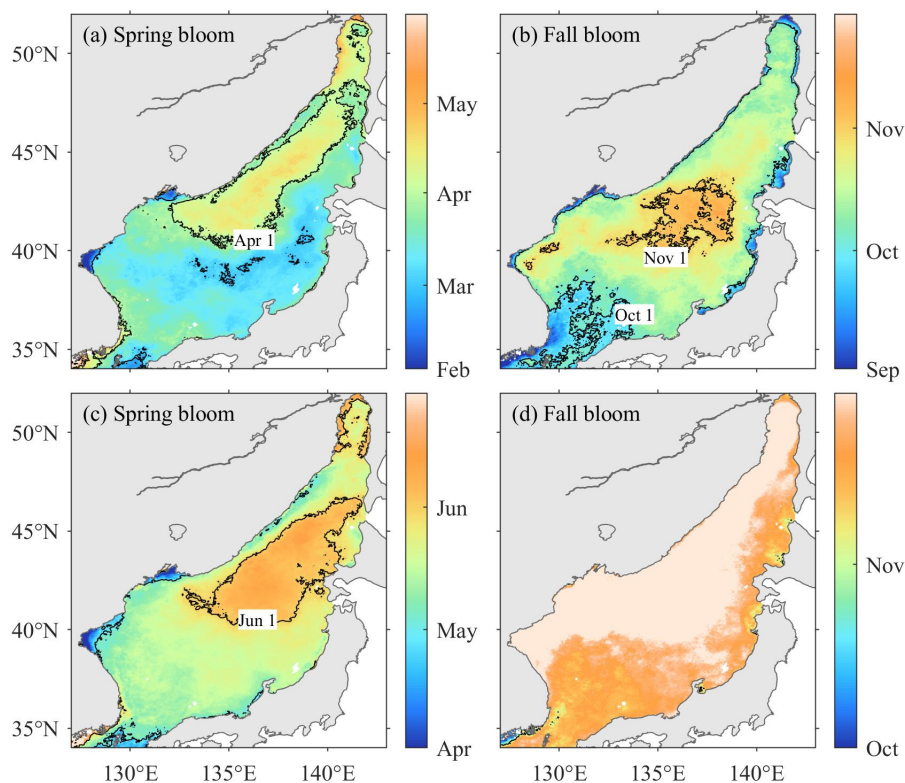 (a) Spring bloom
50°N
45°N
40°N
35°N
Apr 1
May
Apr
Mar
Feb
(b) Fall bloom
Nov 1
Oct 1
Nov
Oct
Sep
(c) Spring bloom
50°N
45°N
40°N
35°N
130°E
135°E
140°E
Jun 1
Jun
May
Apr
(d) Fall bloom
130°E
135°E
140°E
Nov
Oct